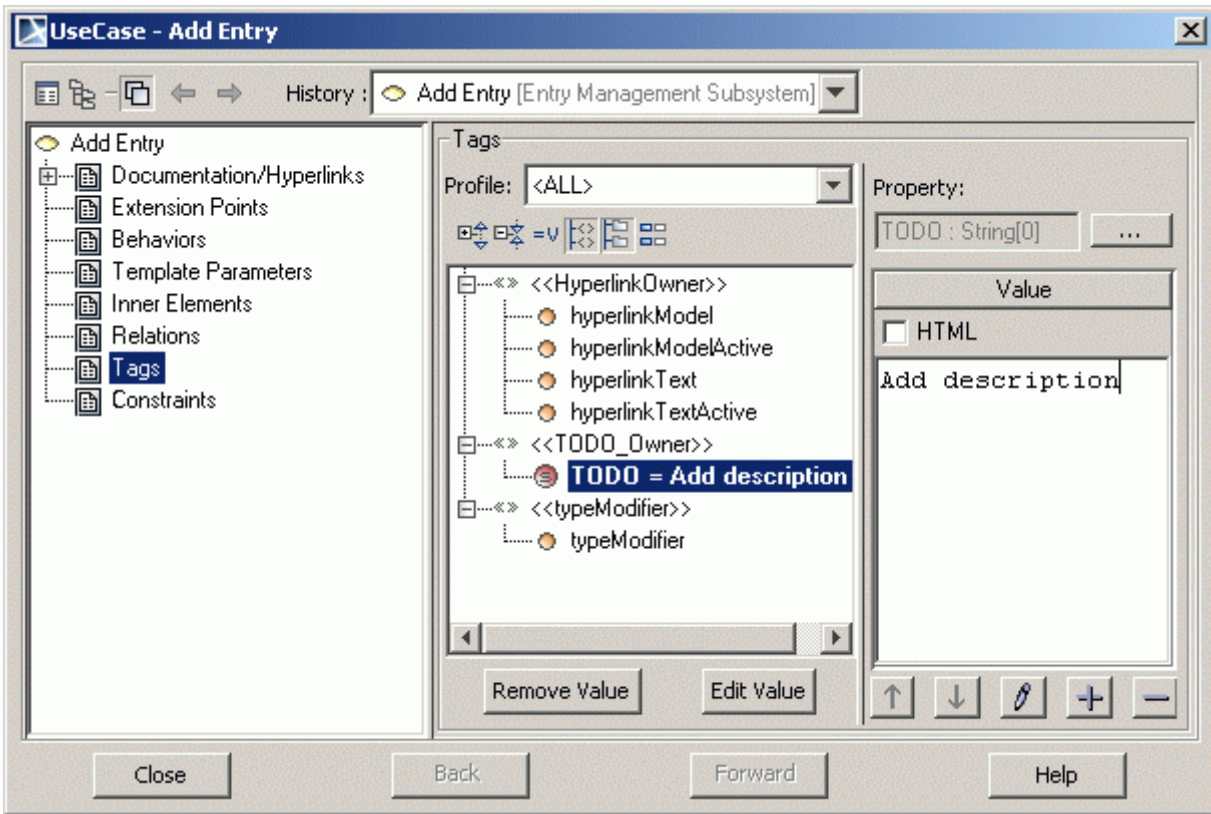 UseCase - Add Entry
History : Add Entry [Entry Management Subsystem]
Add Entry
Documentation/Hyperlinks
Extension Points
Behaviors
Template Parameters
Inner Elements
Relations
Tags
Constraints
Tags
Profile: <ALL>
=V
<<HyperlinkOwner>>
hyperlinkModel
hyperlinkModelActive
hyperlinkText
hyperlinkTextActive
<<TODO_Owner>>
TODO = Add description
<<typeModifier>>
typeModifier
Remove Value Edit Value
Property:
TODO : String[0] ...
Value
HTML
Add description
Close Back Forward Help